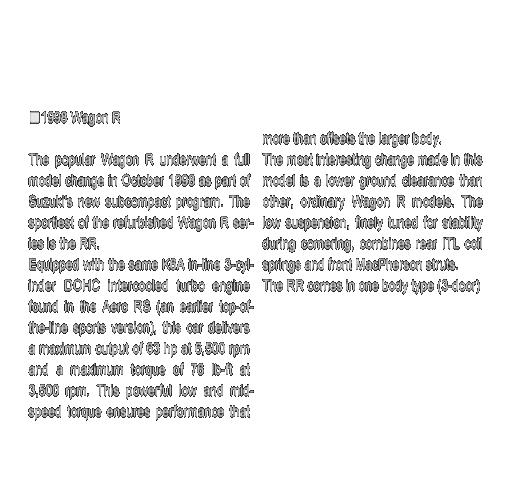 □1998 Wagon R
The popular Wagon R underwent a full
model change in October 1998 as part of
Suzuki's new subcompact program. The
sportiest of the refurbished Wagon R ser-
ies is the RR.
Equipped with the same K6A in-line 3-cyl-
inder DOHC intercooled turbo engine
found in the Aero RS (an earlier top-of-
the-line sports version), this car delivers
a maximum output of 63 hp at 5,500 rpm
and a maximum torque of 76 lb-ft at
3,500 rpm. This powerful low and mid-
speed torque ensures performance that
more than offsets the larger body.
The most interesting change made in this
model is a lower ground clearance than
other, ordinary Wagon R models. The
low suspension, finely tuned for stability
during cornering, combines rear ITL coil
springs and front MacPherson struts.
The RR comes in one body type (3-door)